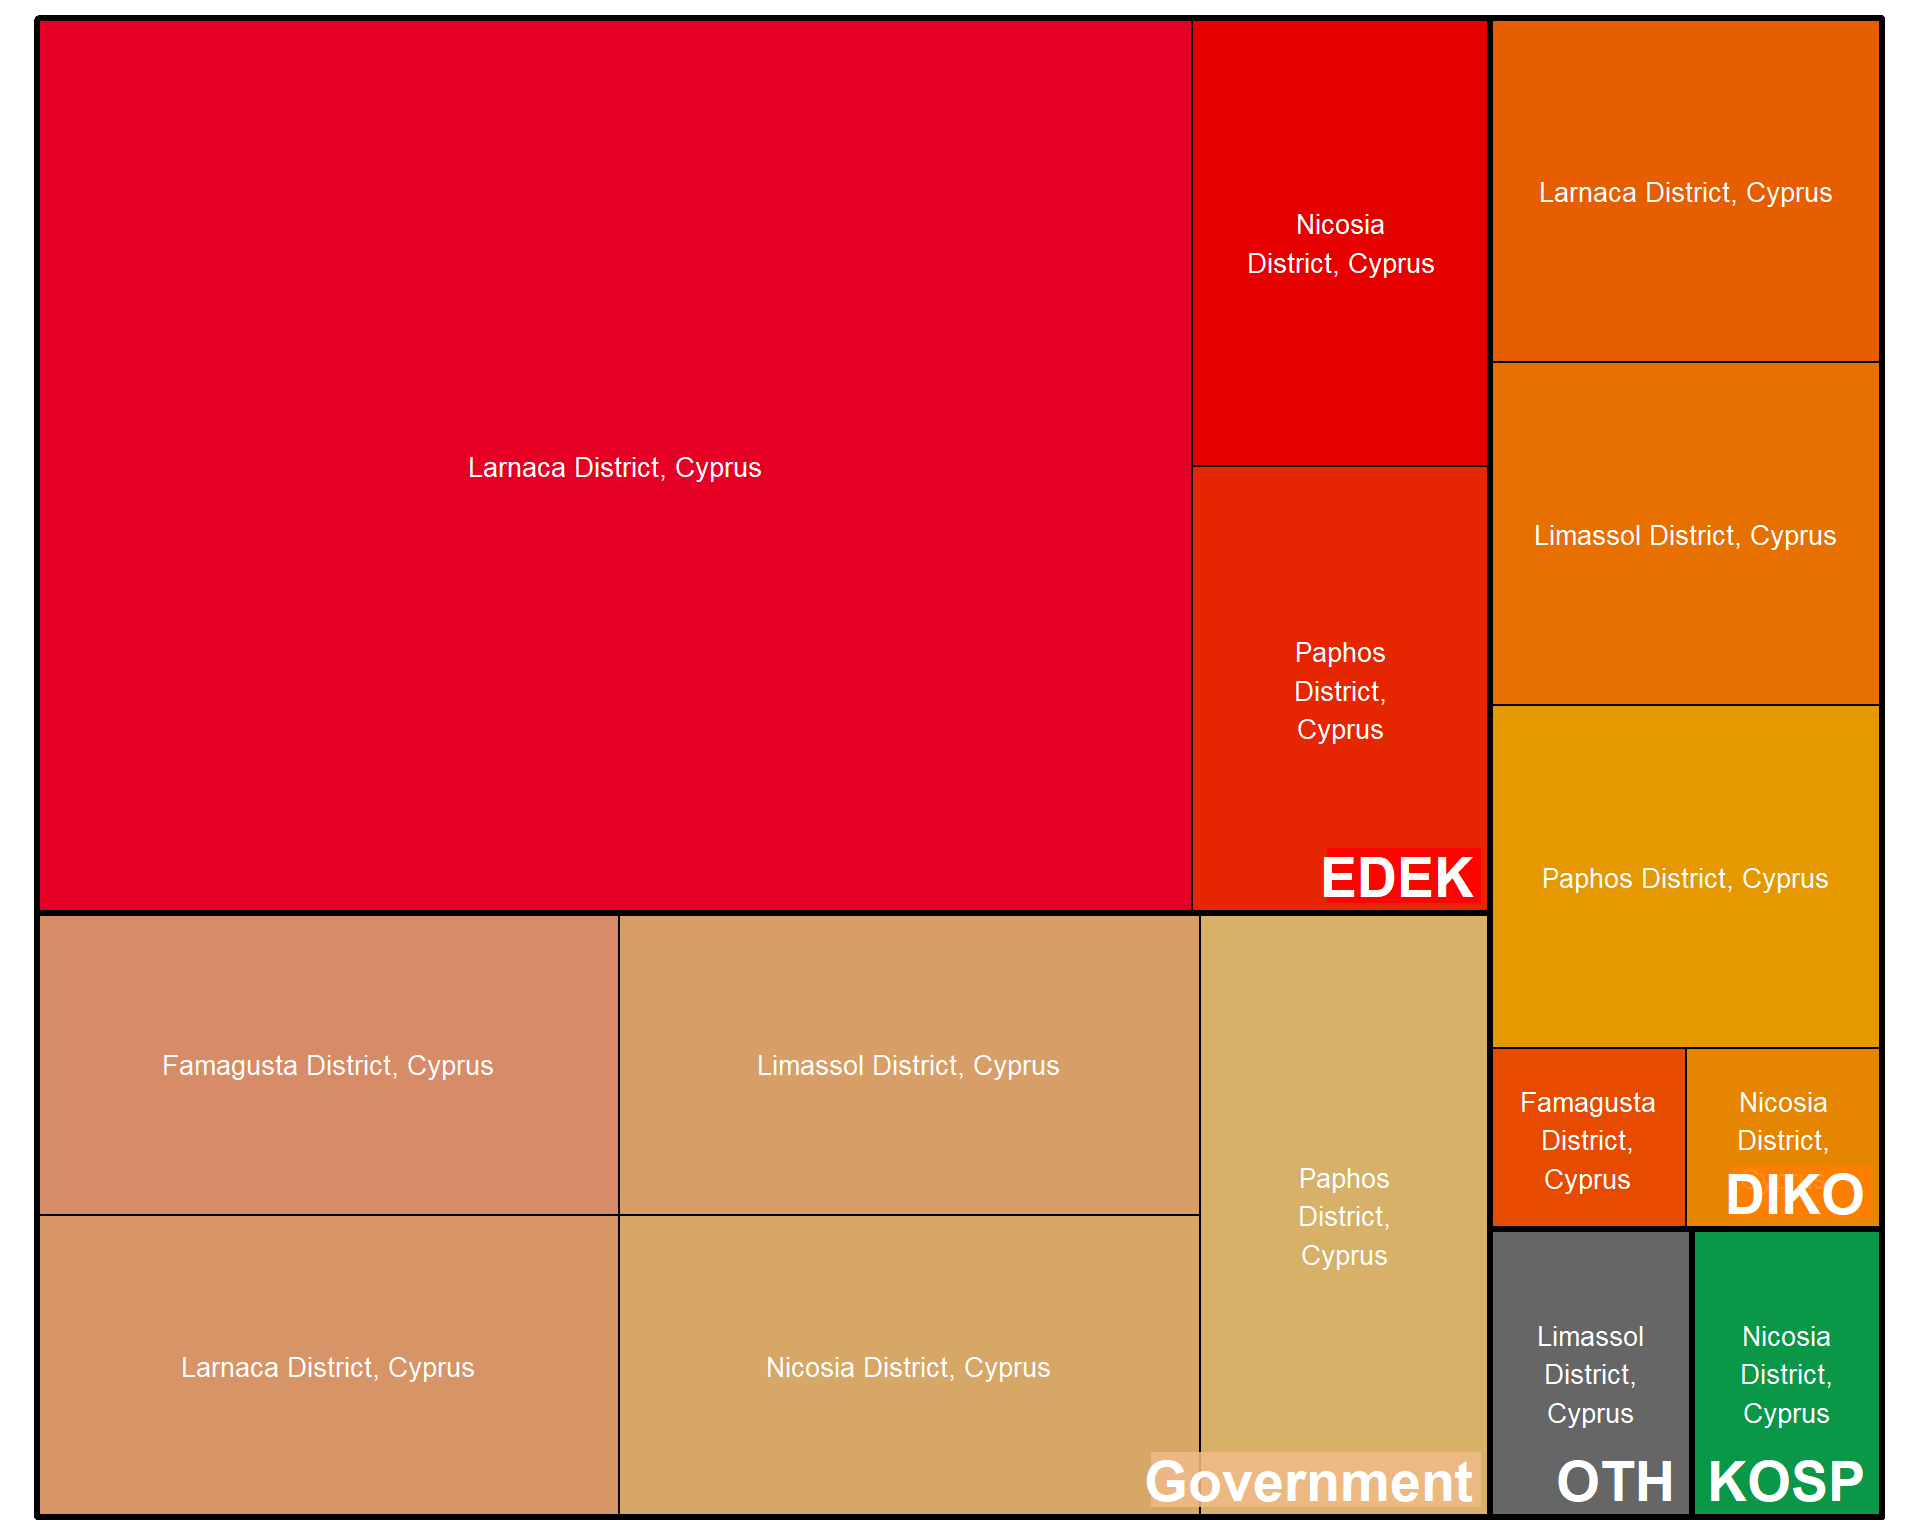 Larnaca District, Cyprus
Nicosia
District, Cyprus
Paphos
District,
Cyprus
EDEK
Famagusta District, Cyprus
Limassol District, Cyprus
Larnaca District, Cyprus
Nicosia District, Cyprus
Paphos
District,
Cyprus
Government
Larnaca District, Cyprus
Limassol District, Cyprus
Paphos District, Cyprus
Famagusta
District,
Cyprus
Nicosia
District,
DIKO
Limassol
District,
Cyprus
OTH
Nicosia
District,
Cyprus
KOSP